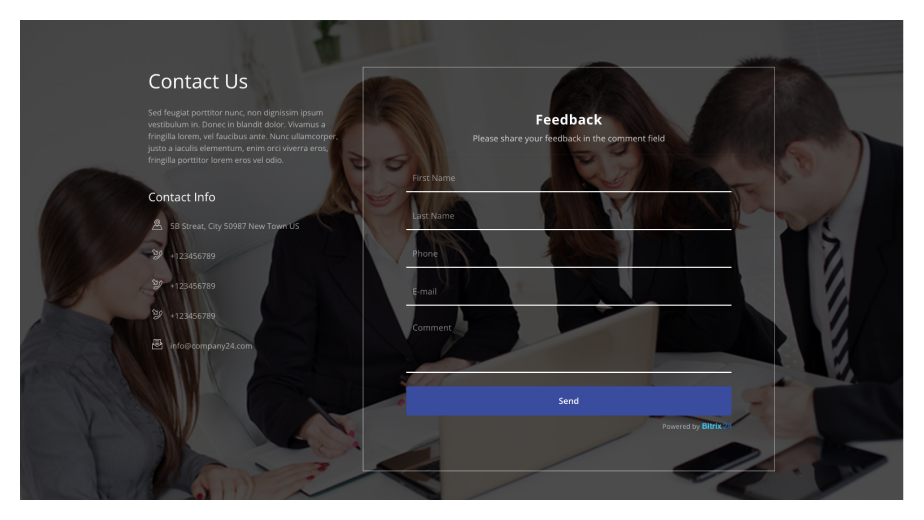 Contact Us
Sed feugiat porttitor nunc, non dignissim ipsum
vestibulum in. Donec in blandit dolor. Vivamus a
fringilla lorem, vel faucibus ante. Nunc ullamcorper,
justo a iaculis elementum, enim orci viverra eros,
fringilla porttitor lorem eros vel odio.
Contact Info
5B Streat, City 50987 New Town US
+123456789
+123456789
+123456789
info@company24.com
Feedback
Please share your feedback in the comment field
First Name
Last Name
Phone
E-mail
Comment
Send
Powered by Bitrix24